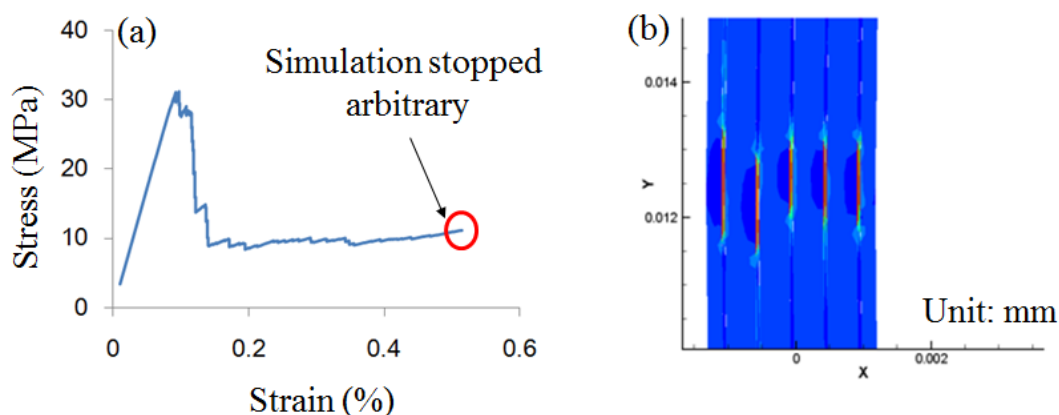 (a)
Simulation stopped
arbitrary
Stress (MPa)
40
30
20
10
0
0
0.2
0.4
0.6
Strain (%)
(b)
0.014
Y
0.012
0
0.002
X
Unit: mm